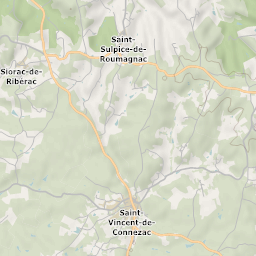 Saint-
Sulpice-de-
Roumagnac
Siorac-de-
Ribérac
Saint-
Vincent-de-
Connezac